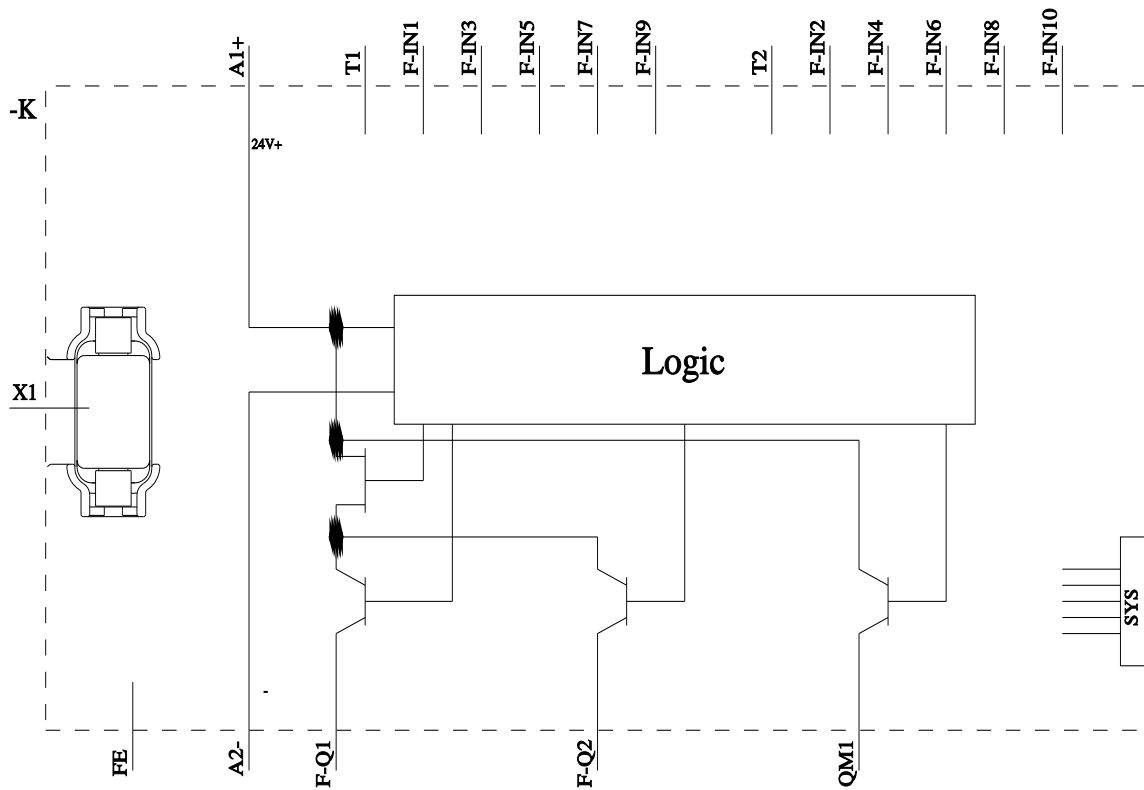 A1+
T1
F-IN1
F-IN3
F-IN5
F-IN7
F-IN9
T2
F-IN2
F-IN4
F-IN6
F-IN8
F-IN10
-K
24V+
Logic
X1
SYS
-
FE
A2-
F-Q1
F-Q2
QM1